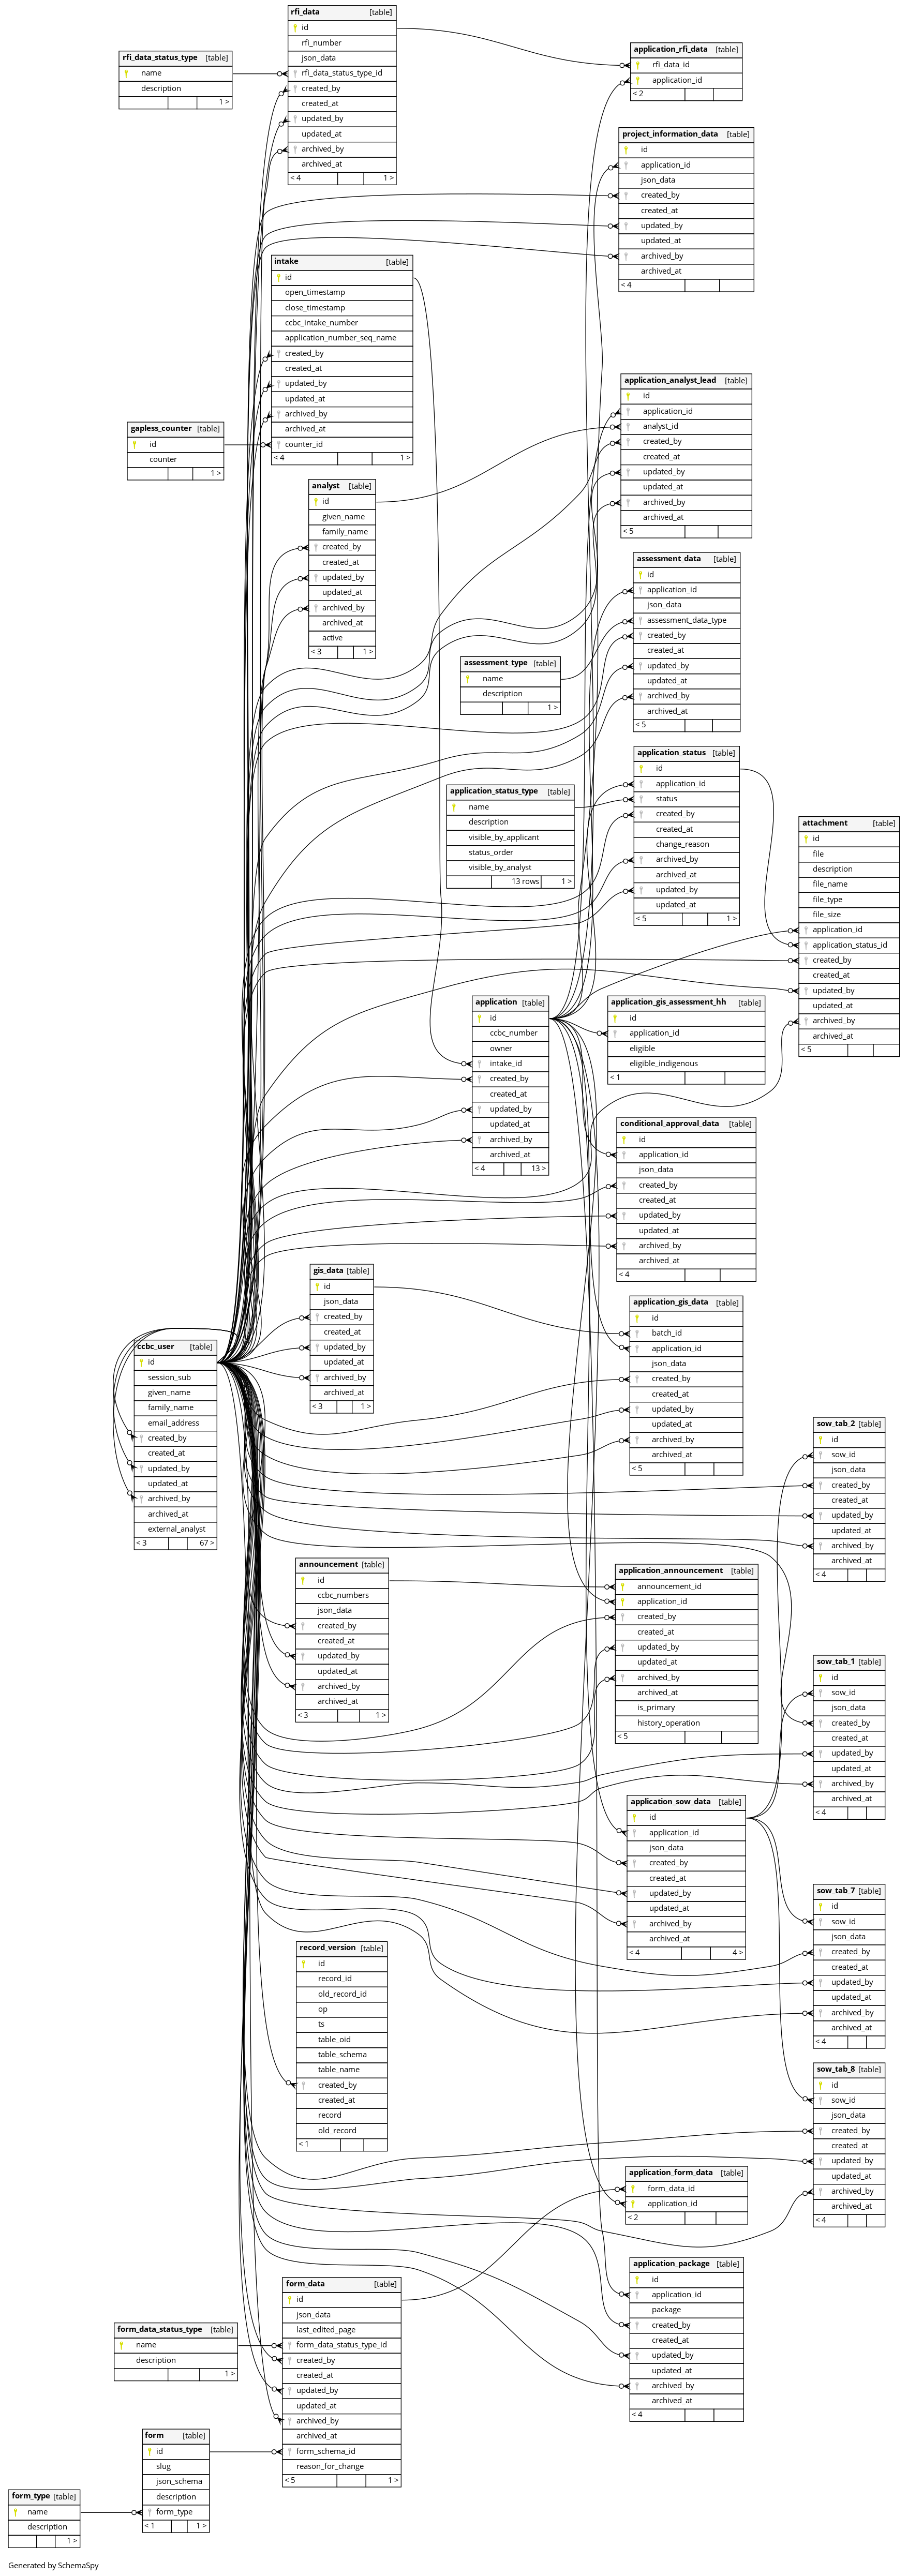 rfi_data [table]
id
rfi_number
json_data
rfi_data_status_type_id
created_by
created_at
updated_by
updated_at
archived_by
archived_at
< 4 1 >
application_rfi_data [table]
rfi_data_id
application_id
< 2
rfi_data_status_type [table]
name
description
1 >
project_information_data [table]
id
application_id
json_data
created_by
created_at
updated_by
updated_at
archived_by
archived_at
< 4
intake [table]
id
open_timestamp
close_timestamp
ccbc_intake_number
application_number_seq_name
created_by
created_at
updated_by
updated_at
archived_by
archived_at
counter_id
< 4 1 >
application_analyst_lead [table]
id
application_id
analyst_id
created_by
created_at
updated_by
updated_at
archived_by
archived_at
< 5
gapless_counter [table]
id
counter
1 >
analyst [table]
id
given_name
family_name
created_by
created_at
updated_by
updated_at
archived_by
archived_at
active
< 3 1 >
assessment_data [table]
id
application_id
json_data
assessment_data_type
created_by
created_at
updated_by
updated_at
archived_by
archived_at
< 5
assessment_type [table]
name
description
1 >
application_status [table]
id
application_id
status
created_by
created_at
change_reason
archived_by
archived_at
updated_by
updated_at
< 5 1 >
application_status_type [table]
name
description
visible_by_applicant
status_order
visible_by_analyst
13 rows 1 >
attachment [table]
id
file
description
file_name
file_type
file_size
application_id
application_status_id
created_by
created_at
updated_by
updated_at
archived_by
archived_at
< 5
application [table]
id
ccbc_number
owner
intake_id
created_by
created_at
updated_by
updated_at
archived_by
archived_at
< 4 13 >
application_gis_assessment_hh [table]
id
application_id
eligible
eligible_indigenous
< 1
conditional_approval_data [table]
id
application_id
json_data
created_by
created_at
updated_by
updated_at
archived_by
archived_at
< 4
gis_data [table]
id
json_data
created_by
created_at
updated_by
updated_at
archived_by
archived_at
< 3 1 >
application_gis_data [table]
id
batch_id
application_id
json_data
created_by
created_at
updated_by
updated_at
archived_by
archived_at
< 5
ccbc_user [table]
id
session_sub
given_name
family_name
email_address
created_by
created_at
updated_by
updated_at
archived_by
archived_at
external_analyst
< 3 67 >
sow_tab_2 [table]
id
sow_id
json_data
created_by
created_at
updated_by
updated_at
archived_by
archived_at
< 4
announcement [table]
id
ccbc_numbers
json_data
created_by
created_at
updated_by
updated_at
archived_by
archived_at
< 3 1 >
application_announcement [table]
announcement_id
application_id
created_by
created_at
updated_by
updated_at
archived_by
archived_at
is_primary
history_operation
< 5
sow_tab_1 [table]
id
sow_id
json_data
created_by
created_at
updated_by
updated_at
archived_by
archived_at
< 4
application_sow_data [table]
id
application_id
json_data
created_by
created_at
updated_by
updated_at
archived_by
archived_at
< 4 4 >
sow_tab_7 [table]
id
sow_id
json_data
created_by
created_at
updated_by
updated_at
archived_by
archived_at
< 4
record_version [table]
id
record_id
old_record_id
op
ts
table_oid
table_schema
table_name
created_by
created_at
record
old_record
< 1
sow_tab_8 [table]
id
sow_id
json_data
created_by
created_at
updated_by
updated_at
archived_by
archived_at
< 4
application_form_data [table]
form_data_id
application_id
< 2
application_package [table]
id
application_id
package
created_by
created_at
updated_by
updated_at
archived_by
archived_at
< 4
form_data [table]
id
json_data
last_edited_page
form_data_status_type_id
created_by
created_at
updated_by
updated_at
archived_by
archived_at
form_schema_id
reason_for_change
< 5 1 >
form_data_status_type [table]
name
description
1 >
form [table]
id
slug
json_schema
description
form_type
< 1 1 >
form_type [table]
name
description
1 >
Generated by SchemaSpy